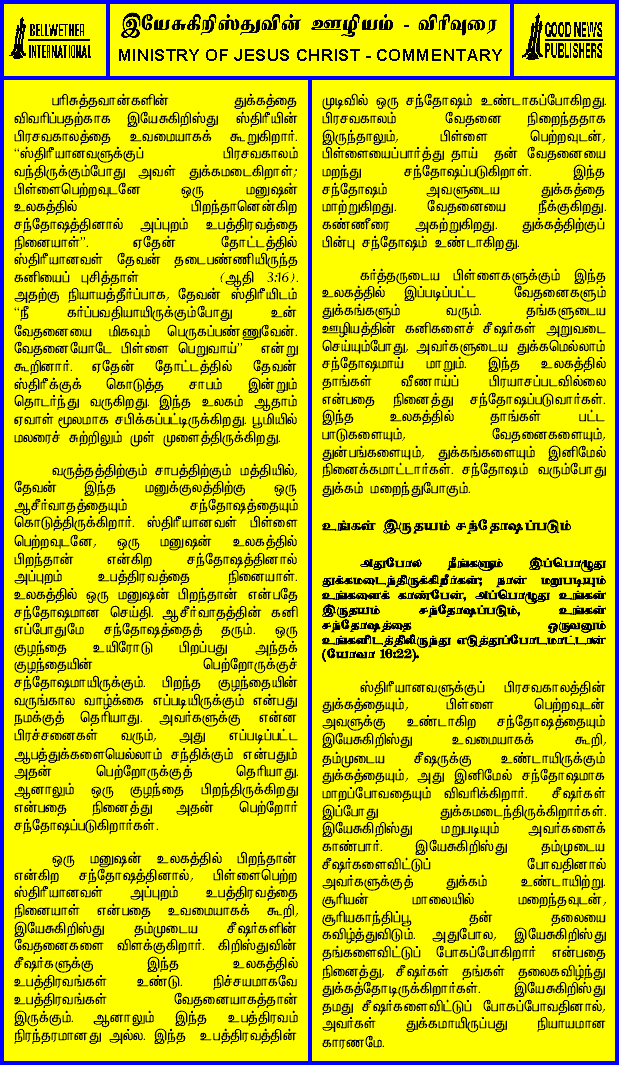 BELLWETHER
INTERNATIONAL
இயேசுகிறிஸ்துவின் ஊழியம் - விரிவுரை
MINISTRY OF JESUS CHRIST - COMMENTARY
GOOD NEWS
PUBLISHERS
பரிசுத்தவான்களின் துக்கத்தை
விவரிப்பதற்காக இயேசுகிறிஸ்து ஸ்திரீயின்
பிரசவகாலத்தை உவமையாகக் கூறுகிறார்.
“ஸ்திரீயானவளுக்குப் பிரசவகாலம்
வந்திருக்கும்போது அவள் துக்கமடைகிறாள்;
பிள்ளைபெற்றவுடனே ஒரு மனுஷன்
உலகத்தில் பிறந்தானென்கிற
சந்தோஷத்தினால் அப்புறம் உபத்திரவத்தை
நினையாள்”. ஏதேன் தோட்டத்தில்
ஸ்திரீயானவள் தேவன் தடைபண்ணியிருந்த
கனியைப் புசித்தாள் (ஆதி 3:16).
அதற்கு நியாயத்தீர்ப்பாக, தேவன் ஸ்திரீயிடம்
“நீ கர்ப்பவதியாயிருக்கும்போது உன்
வேதனையை மிகவும் பெருகப்பண்ணுவேன்.
வேதனையோடே பிள்ளை பெறுவாய்” என்று
கூறினார். ஏதேன் தோட்டத்தில் தேவன்
ஸ்திரீக்குக் கொடுத்த சாபம் இன்றும்
தொடர்ந்து வருகிறது. இந்த உலகம் ஆதாம்
ஏவாள் மூலமாக சபிக்கப்பட்டிருக்கிறது. பூமியில்
மலரைச் சுற்றிலும் முள் முளைத்திருக்கிறது.
வருத்தத்திற்கும் சாபத்திற்கும் மத்தியில்,
தேவன் இந்த மனுக்குலத்திற்கு ஒரு
ஆசீர்வாதத்தையும் சந்தோஷத்தையும்
கொடுத்திருக்கிறார். ஸ்திரீயானவள் பிள்ளை
பெற்றவுடனே, ஒரு மனுஷன் உலகத்தில்
பிறந்தான் என்கிற சந்தோஷத்தினால்
அப்புறம் உபத்திரவத்தை நினையாள்.
உலகத்தில் ஒரு மனுஷன் பிறந்தான் என்பதே
சந்தோஷமான செய்தி. ஆசீர்வாதத்தின் கனி
எப்போதுமே சந்தோஷத்தைத் தரும். ஒரு
குழந்தை உயிரோடு பிறப்பது அந்தக்
குழந்தையின் பெற்றோருக்குச்
சந்தோஷமாயிருக்கும். பிறந்த குழந்தையின்
வருங்கால வாழ்க்கை எப்படியிருக்கும் என்பது
நமக்குத் தெரியாது. அவர்களுக்கு என்ன
பிரச்சனைகள் வரும், அது எப்படிப்பட்ட
ஆபத்துக்களையெல்லாம் சந்திக்கும் என்பதும்
அதன் பெற்றோருக்குத் தெரியாது.
ஆனாலும் ஒரு குழந்தை பிறந்திருக்கிறது
என்பதை நினைத்து அதன் பெற்றோர்
சந்தோஷப்படுகிறார்கள்.
ஒரு மனுஷன் உலகத்தில் பிறந்தான்
என்கிற சந்தோஷத்தினால், பிள்ளைபெற்ற
ஸ்திரீயானவள் அப்புறம் உபத்திரவத்தை
நினையாள் என்பதை உவமையாகக் கூறி,
இயேசுகிறிஸ்து தம்முடைய சீஷர்களின்
வேதனைகளை விளக்குகிறார். கிறிஸ்துவின்
சீஷர்களுக்கு இந்த உலகத்தில்
உபத்திரவங்கள் உண்டு. நிச்சயமாகவே
உபத்திரவங்கள் வேதனையாகத்தான்
இருக்கும். ஆனாலும் இந்த உபத்திரவம்
நிரந்தரமானது அல்ல. இந்த உபத்திரவத்தின்
முடிவில் ஒரு சந்தோஷம் உண்டாகப்போகிறது.
பிரசவகாலம் வேதனை நிறைந்ததாக
இருந்தாலும், பிள்ளை பெற்றவுடன்,
பிள்ளையைப்பார்த்து தாய் தன் வேதனையை
மறந்து சந்தோஷப்படுகிறாள். இந்த
சந்தோஷம் அவளுடைய துக்கத்தை
மாற்றுகிறது. வேதனையை நீக்குகிறது.
கண்ணீரை அகற்றுகிறது. துக்கத்திற்குப்
பின்பு சந்தோஷம் உண்டாகிறது.
கர்த்தருடைய பிள்ளைகளுக்கும் இந்த
உலகத்தில் இப்படிப்பட்ட வேதனைகளும்
துக்கங்களும் வரும். தங்களுடைய
ஊழியத்தின் கனிகளைச் சீஷர்கள் அறுவடை
செய்யும்போது, அவர்களுடைய துக்கமெல்லாம்
சந்தோஷமாய் மாறும். இந்த உலகத்தில்
தாங்கள் வீணாய்ப் பிரயாசப்படவில்லை
என்பதை நினைத்து சந்தோஷப்படுவார்கள்.
இந்த உலகத்தில் தாங்கள் பட்ட
பாடுகளையும், வேதனைகளையும்,
துன்பங்களையும், துக்கங்களையும் இனிமேல்
நினைக்கமாட்டார்கள். சந்தோஷம் வரும்போது
துக்கம் மறைந்துபோகும்.
உங்கள் இருதயம் சந்தோஷப்படும்
அதுபோல நீங்களும் இப்பொழுது
துக்கமடைந்திருக்கிறீர்கள்; நான் மறுபடியும்
உங்களைக் காண்பேன், அப்பொழுது உங்கள்
இருதயம் சந்தோஷப்படும், உங்கள்
சந்தோஷத்தை ஒருவனும்
உங்களிடத்திலிருந்து எடுத்துப்போடமாட்டான்
(யோவா 16:22).
ஸ்திரீயானவளுக்குப் பிரசவகாலத்தின்
துக்கத்தையும், பிள்ளை பெற்றவுடன்
அவளுக்கு உண்டாகிற சந்தோஷத்தையும்
இயேசுகிறிஸ்து உவமையாகக் கூறி,
தம்முடைய சீஷருக்கு உண்டாயிருக்கும்
துக்கத்தையும், அது இனிமேல் சந்தோஷமாக
மாறப்போவதையும் விவரிக்கிறார். சீஷர்கள்
இப்போது துக்கமடைந்திருக்கிறார்கள்.
இயேசுகிறிஸ்து மறுபடியும் அவர்களைக்
காண்பார். இயேசுகிறிஸ்து தம்முடைய
சீஷர்களைவிட்டுப் போவதினால்
அவர்களுக்குத் துக்கம் உண்டாயிற்று.
சூரியன் மாலையில் மறைந்தவுடன்,
சூரியகாந்திப்பூ தன் தலையை
கவிழ்த்துவிடும். அதுபோல, இயேசுகிறிஸ்து
தங்களைவிட்டுப் போகப்போகிறார் என்பதை
நினைத்து, சீஷர்கள் தங்கள் தலைகவிழ்ந்து
துக்கத்தோடிருக்கிறார்கள். இயேசுகிறிஸ்து
தமது சீஷர்களைவிட்டுப் போகப்போவதினால்,
அவர்கள் துக்கமாயிருப்பது நியாயமான
காரணமே.